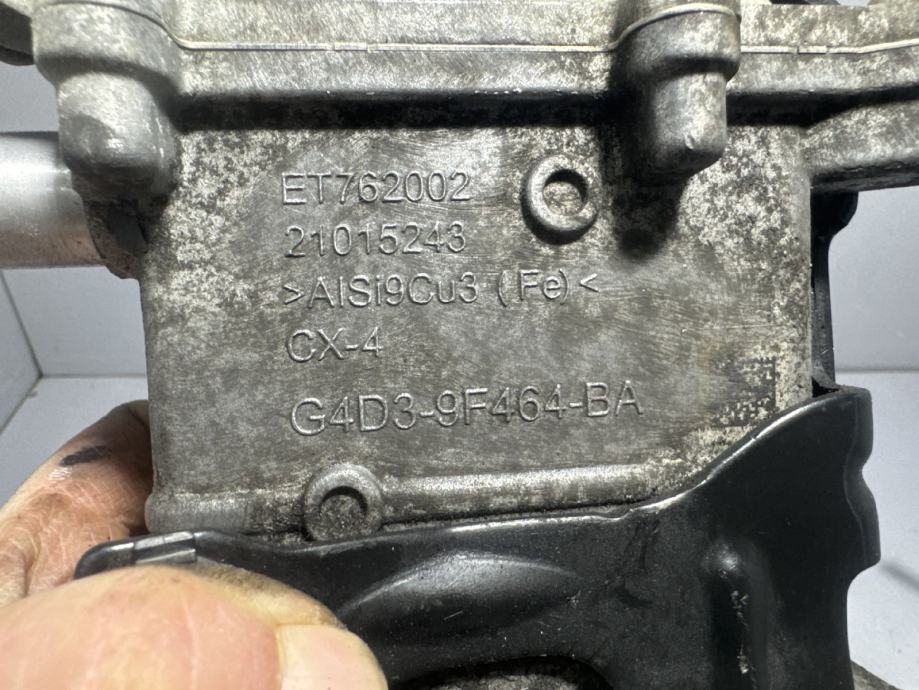 ET762002
21015243
>AlSi9Cu3 (Fe)<
CX-4
G4D3-9F464-BA